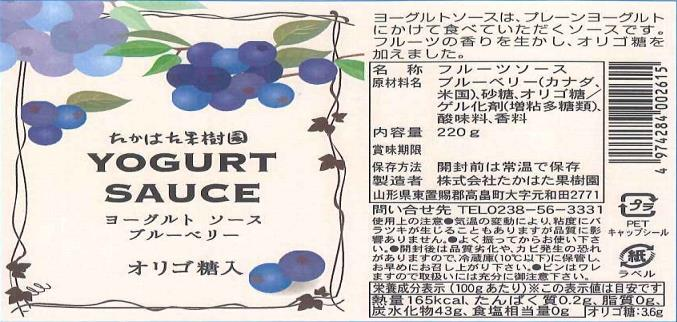 たかはた果樹園
YOGURT
SAUCE
ヨーグルト ソース
ブルーベリー
オリゴ糖入
ヨーグルトソースは、プレーンヨーグルト
にかけて食べていただくソースです。
フルーツの香りを生かし、オリゴ糖を
加えました。
名 称 フルーツソース
原材料名 ブルーベリー(カナダ、
米国)、砂糖、オリゴ糖/
ゲル化剤(増粘多糖類)、
酸味料、香料
内容量 220g
賞味期限
保存方法 開封前は常温で保存
製造者 株式会社たかはた果樹園
山形県東置賜郡高畠町大字元和田2771
問い合せ先 TEL0238-56-3331
使用上の注意●気温の変動により、粘度にバ
ラツキが生じることもありますが品質に影
響ありません。●よく振ってからお使い下さ
い。●開封後は品質劣化や、カビ発生の恐れ
がありますので、冷蔵庫(10℃以下)に保管し、
お早めにお召し上がり下さい。●ビンはワレ
ますので取扱いには充分に御注意下さい。
栄養成分表示(100gあたり)※この表示値は目安です
熱量165kcal、たんぱく質0.2g、脂質0g、
炭水化物43g、食塩相当量0g オリゴ糖:3.6g
4 974284 002615
プラ
PET
キャップシール
紙
ラベル